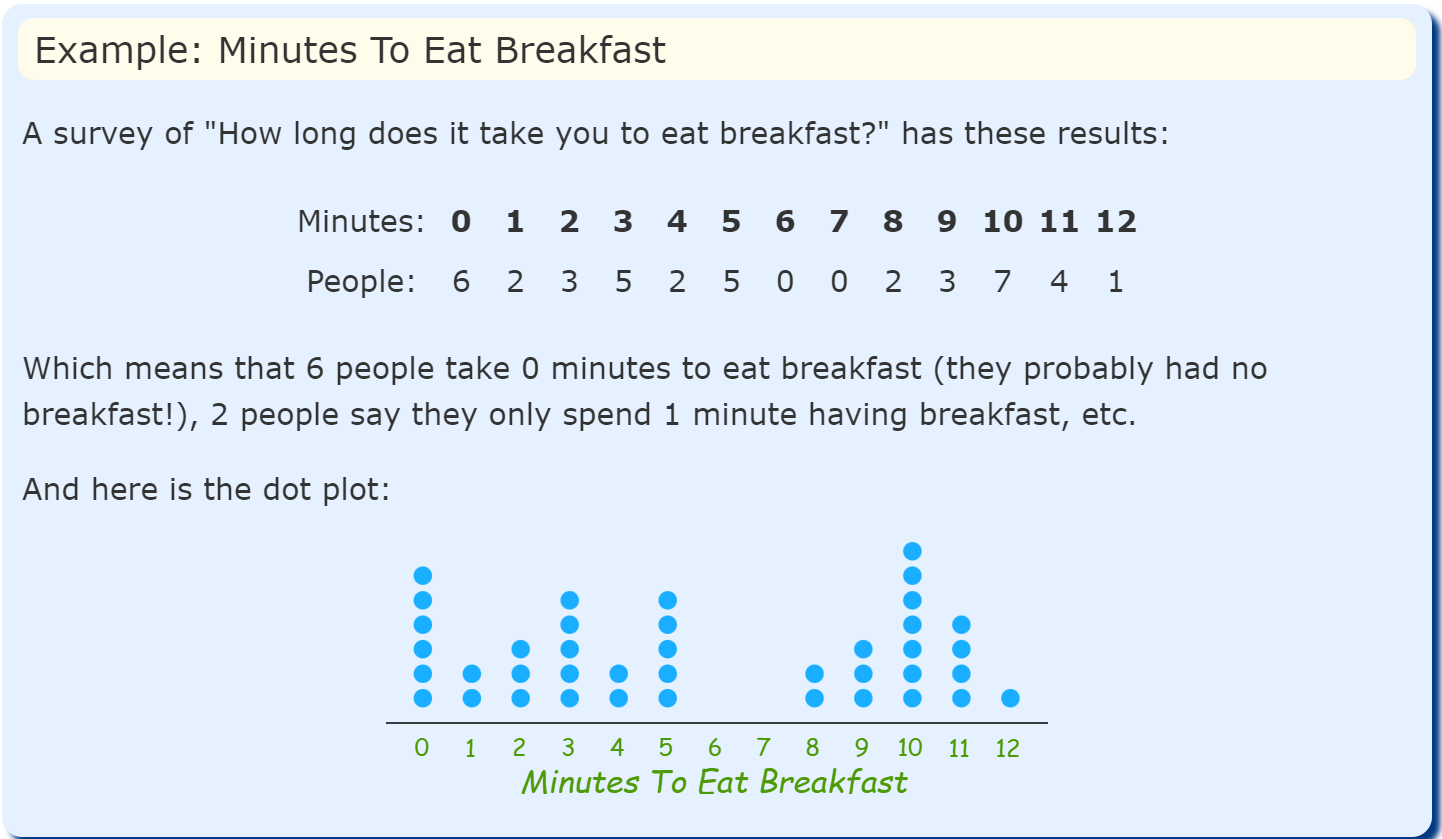 Example: Minutes To Eat Breakfast
A survey of "How long does it take you to eat breakfast?" has these results:
Minutes: 0 1 2 3 4 5 6 7 8 9 10 11 12
People: 6 2 3 5 2 5 0 0 2 3 7 4 1
Which means that 6 people take 0 minutes to eat breakfast (they probably had no
breakfast!), 2 people say they only spend 1 minute having breakfast, etc.
And here is the dot plot:
0 1 2 3 4 5 6 7 8 9 10 11 12
Minutes To Eat Breakfast